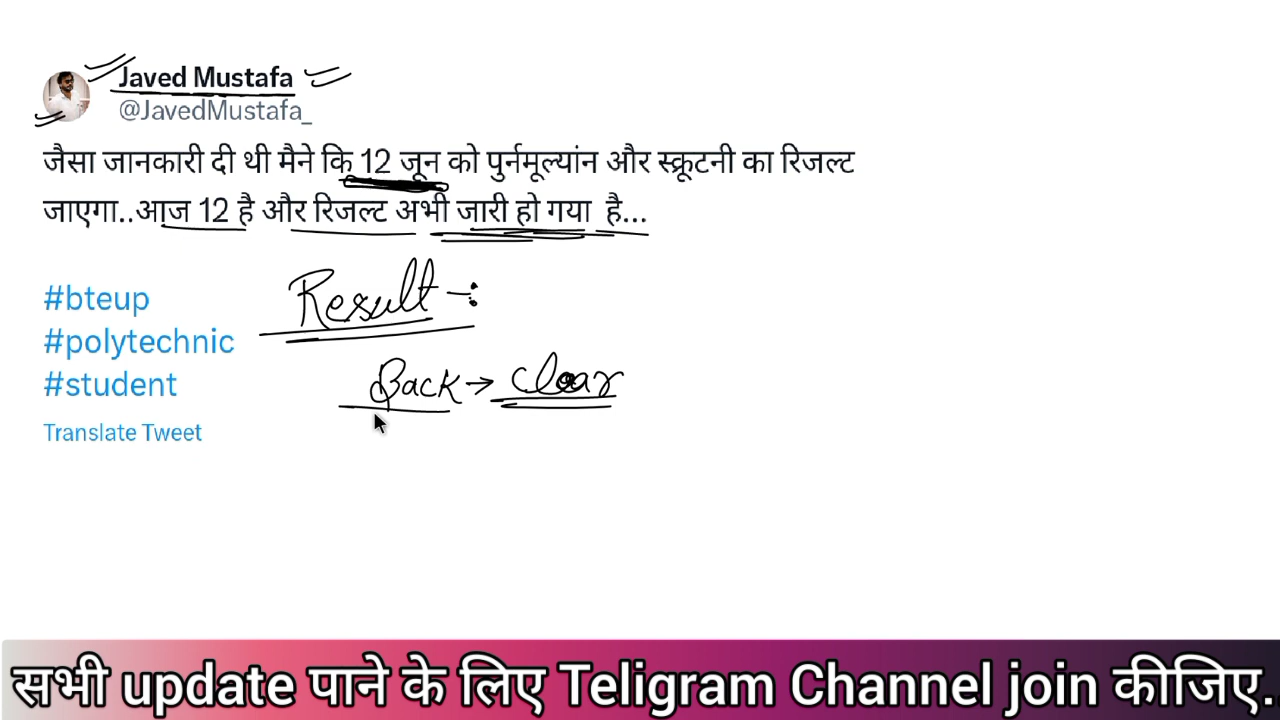 Javed Mustafa
@JavedMustafa_
जैसा जानकारी दी थी मैने कि 12 जून को पुर्नमूल्यांन और स्क्रूटनी का रिजल्ट
जाएगा..आज 12 है और रिजल्ट अभी जारी हो गया है...
#bteup
Result -:
#polytechnic
#student
Back → Clear
Translate Tweet
सभी update पाने के लिए Teligram Channel join कीजिए.